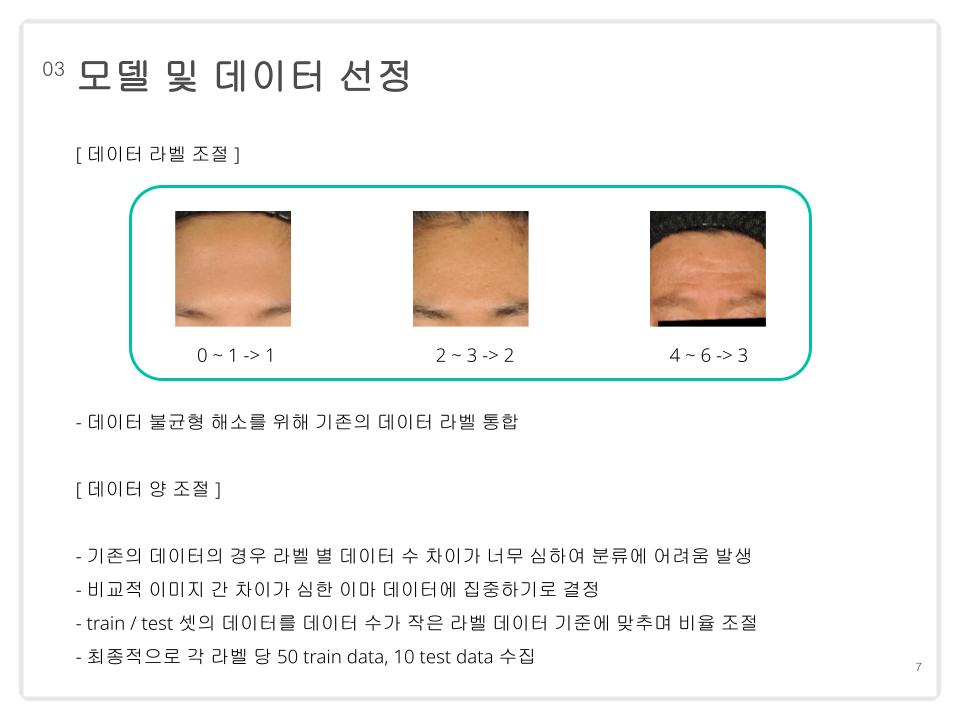 03 모델 및 데이터 선정
[ 데이터 라벨 조절 ]
0 ~ 1 -> 1
2 ~ 3 -> 2
4 ~ 6 -> 3
- 데이터 불균형 해소를 위해 기존의 데이터 라벨 통합
[ 데이터 양 조절 ]
- 기존의 데이터의 경우 라벨 별 데이터 수 차이가 너무 심하여 분류에 어려움 발생
- 비교적 이미지 간 차이가 심한 이마 데이터에 집중하기로 결정
- train / test 셋의 데이터를 데이터 수가 작은 라벨 데이터 기준에 맞추며 비율 조절
- 최종적으로 각 라벨 당 50 train data, 10 test data 수집
7